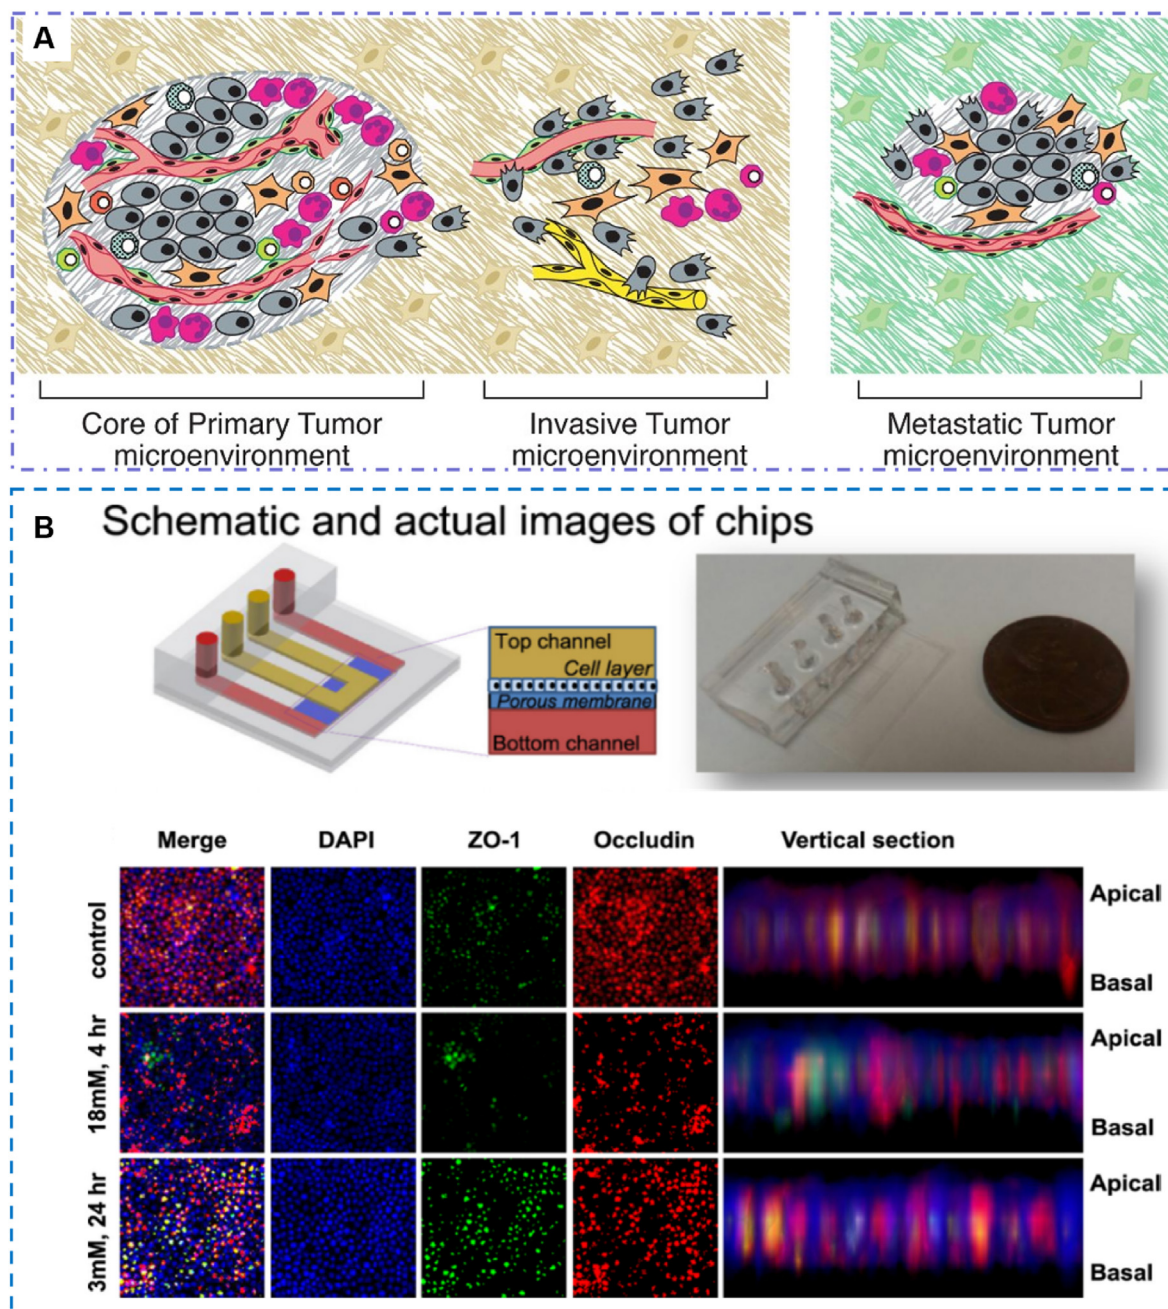 A
Core of Primary Tumor
microenvironment
Invasive Tumor
microenvironment
Metastatic Tumor
microenvironment
B
Schematic and actual images of chips
Top channel
Cell layer
Porous membrane
Bottom channel
Merge
DAPI
ZO-1
Occludin
Vertical section
control
Apical
Basal
18mM, 4 hr
Apical
Basal
3mM, 24 hr
Apical
Basal